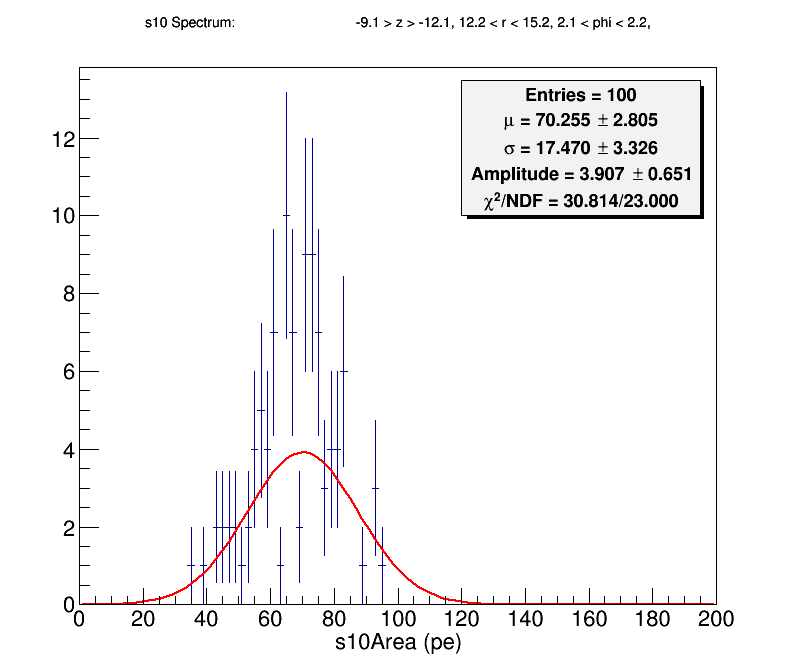 s10 Spectrum: -9.1 > z > -12.1, 12.2 < r < 15.2, 2.1 < phi < 2.2,
Entries = 100
μ = 70.255 ± 2.805
σ = 17.470 ± 3.326
Amplitude = 3.907 ± 0.651
χ²/NDF = 30.814/23.000
12
10
8
6
4
2
0
0 20 40 60 80 100 120 140 160 180 200
s10Area (pe)